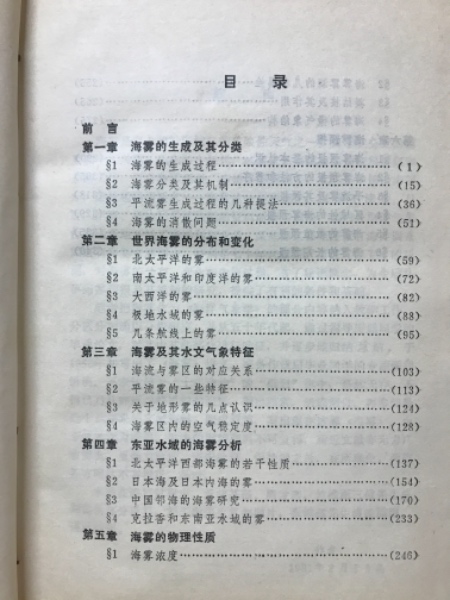 目 录
前 言
第一章 海雾的生成及其分类
§1 海雾的生成过程……………………(1)
§2 海雾分类及其机制……………………(15)
§3 平流雾生成过程的几种提法……………………(36)
§4 海雾的消散问题……………………(51)
第二章 世界海雾的分布和变化
§1 北太平洋的雾……………………(59)
§2 南太平洋和印度洋的雾……………………(72)
§3 大西洋的雾……………………(82)
§4 极地水域的雾……………………(88)
§5 几条航线上的雾……………………(95)
第三章 海雾及其水文气象特征
§1 海流与雾区的对应关系……………………(103)
§2 平流雾的一些特征……………………(113)
§3 关于地形雾的几点认识……………………(124)
§4 海雾区内的空气稳定度……………………(128)
第四章 东亚水域的海雾分析
§1 北太平洋西部海雾的若干性质……………………(137)
§2 日本海及日本内海的雾……………………(154)
§3 中国邻海的海雾研究……………………(170)
§4 克拉香和东南亚水域的雾……………………(233)
第五章 海雾的物理性质
§1 海雾浓度……………………(246)